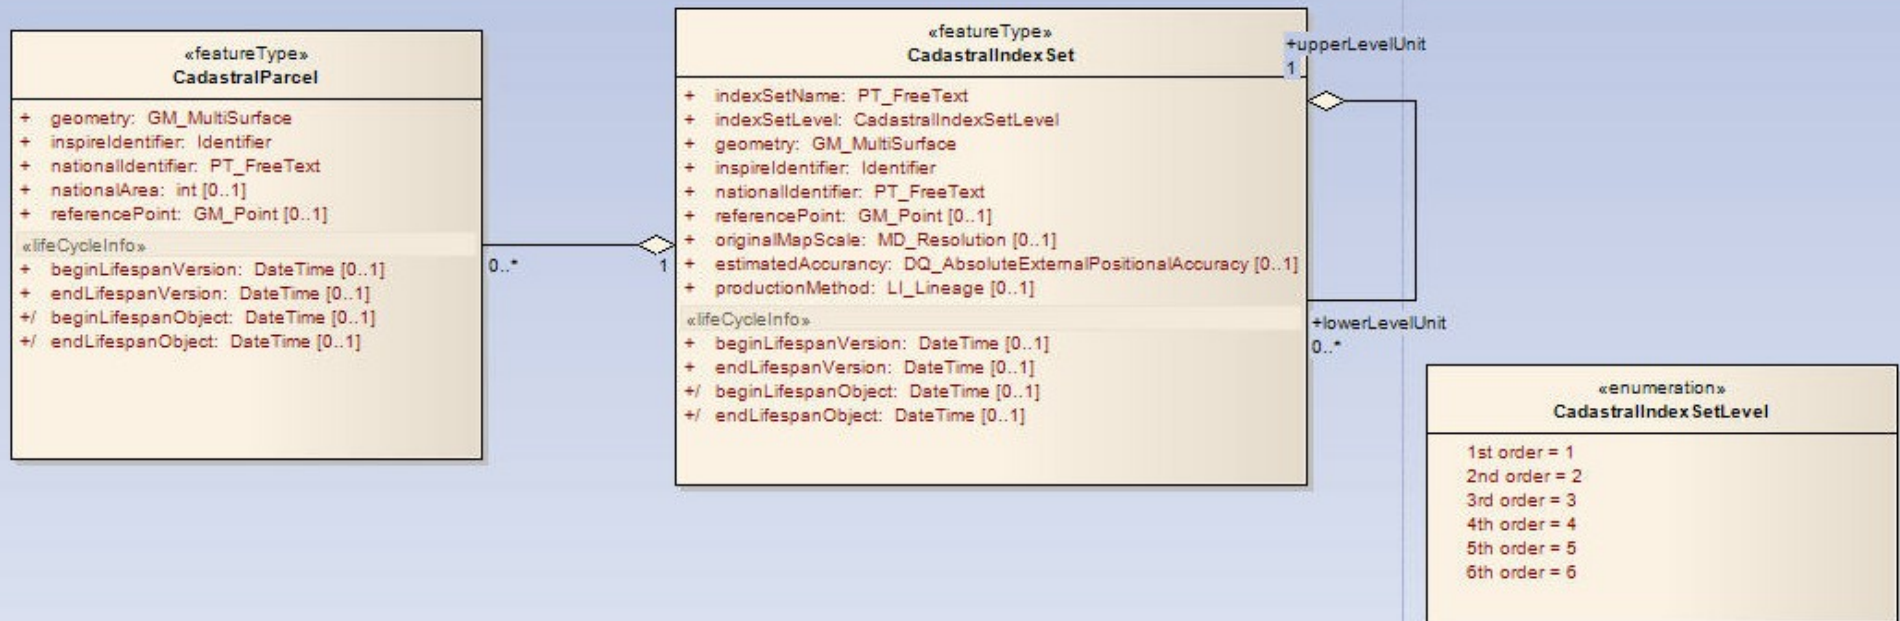 «featureType»
CadastralParcel
+ geometry: GM_MultiSurface
+ inspireIdentifier: Identifier
+ nationalIdentifier: PT_FreeText
+ nationalArea: int [0..1]
+ referencePoint: GM_Point [0..1]
«lifeCycleInfo»
+ beginLifespanVersion: DateTime [0..1]
+ endLifespanVersion: DateTime [0..1]
+/ beginLifespanObject: DateTime [0..1]
+/ endLifespanObject: DateTime [0..1]
0..*
1
«featureType»
CadastralIndexSet
+ indexSetName: PT_FreeText
+ indexSetLevel: CadastralIndexSetLevel
+ geometry: GM_MultiSurface
+ inspireIdentifier: Identifier
+ nationalIdentifier: PT_FreeText
+ referencePoint: GM_Point [0..1]
+ originalMapScale: MD_Resolution [0..1]
+ estimatedAccurancy: DQ_AbsoluteExternalPositionalAccuracy [0..1]
+ productionMethod: LI_Lineage [0..1]
«lifeCycleInfo»
+ beginLifespanVersion: DateTime [0..1]
+ endLifespanVersion: DateTime [0..1]
+/ beginLifespanObject: DateTime [0..1]
+/ endLifespanObject: DateTime [0..1]
+upperLevelUnit
1
+lowerLevelUnit
0..*
«enumeration»
CadastralIndexSetLevel
1st order = 1
2nd order = 2
3rd order = 3
4th order = 4
5th order = 5
6th order = 6